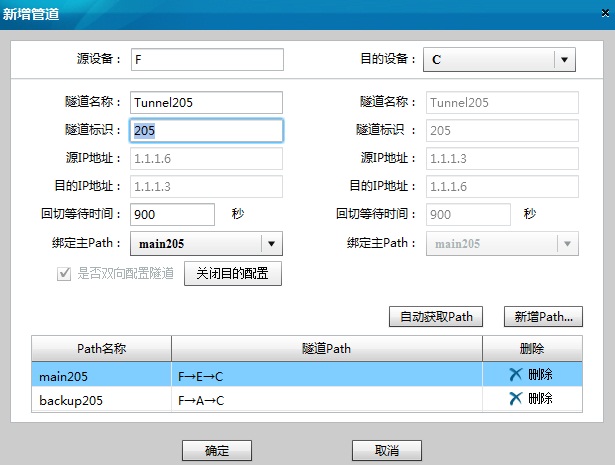 新增管道
源设备： F 目的设备： C
隧道名称： Tunnel205 隧道名称： Tunnel205
隧道标识： 205 隧道标识 ： 205
源IP地址： 1.1.1.6 源IP地址： 1.1.1.3
目的IP地址： 1.1.1.3 目的IP地址： 1.1.1.6
回切等待时间： 900 秒 回切等待时间： 900 秒
绑定主Path： main205 绑定主Path： main205
是否双向配置隧道 关闭目的配置
自动获取Path 新增Path...
Path名称 隧道Path 删除
main205 F→E→C 删除
backup205 F→A→C 删除
确定 取消